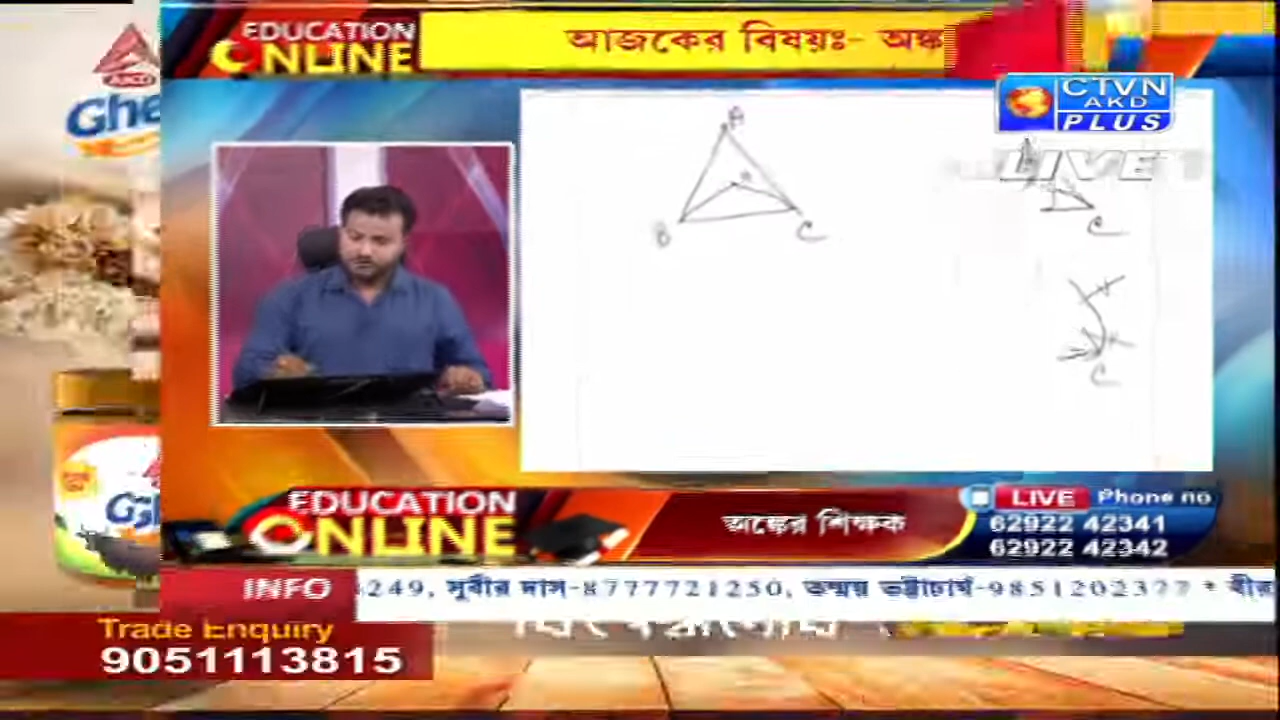 EDUCATION
ONLINE
আজকের বিষয়ঃ- অঙ্ক
CTVN
AKD
PLUS
LIVE
A
B
C
C
C
EDUCATION
ONLINE
অঙ্কের শিক্ষক
LIVE Phone no
62922 42341
62922 42342
INFO
249, সুবীর দাস-8777721250, তন্ময় ভট্টাচার্য-985120237? * বীর
Trade Enquiry
9051113815